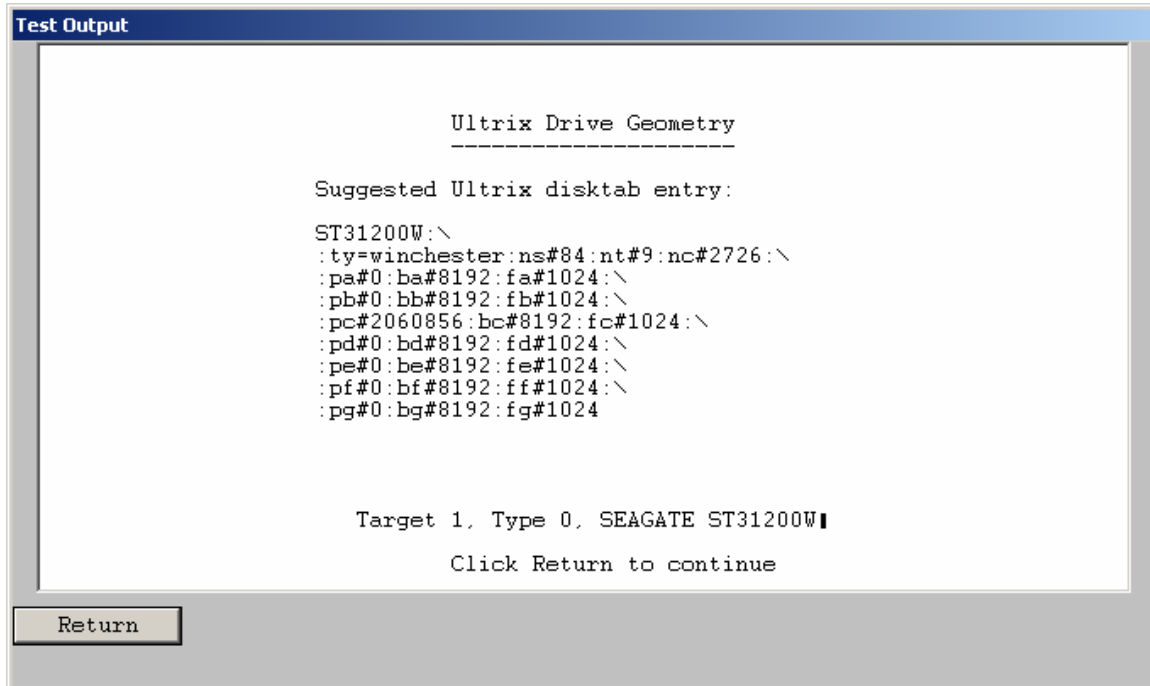 Test Output
Ultrix Drive Geometry
---------------------
Suggested Ultrix disktab entry:
ST31200W:\
:ty=winchester:ns#84:nt#9:nc#2726:\
:pa#0:ba#8192:fa#1024:\
:pb#0:bb#8192:fb#1024:\
:pc#2060856:bc#8192:fc#1024:\
:pd#0:bd#8192:fd#1024:\
:pe#0:be#8192:fe#1024:\
:pf#0:bf#8192:ff#1024:\
:pg#0:bg#8192:fg#1024
Target 1, Type 0, SEAGATE ST31200W
Click Return to continue
Return